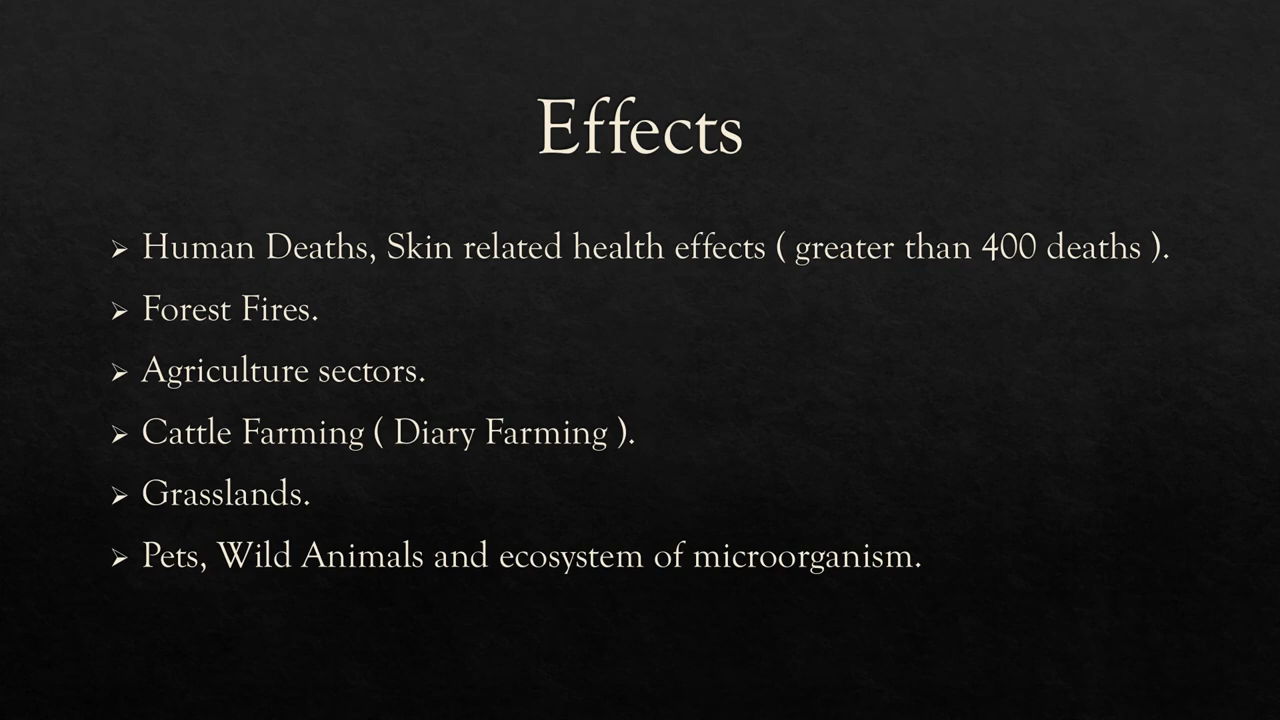 Effects
➢ Human Deaths, Skin related health effects ( greater than 400 deaths ).
➢ Forest Fires.
➢ Agriculture sectors.
➢ Cattle Farming ( Diary Farming ).
➢ Grasslands.
➢ Pets, Wild Animals and ecosystem of microorganism.